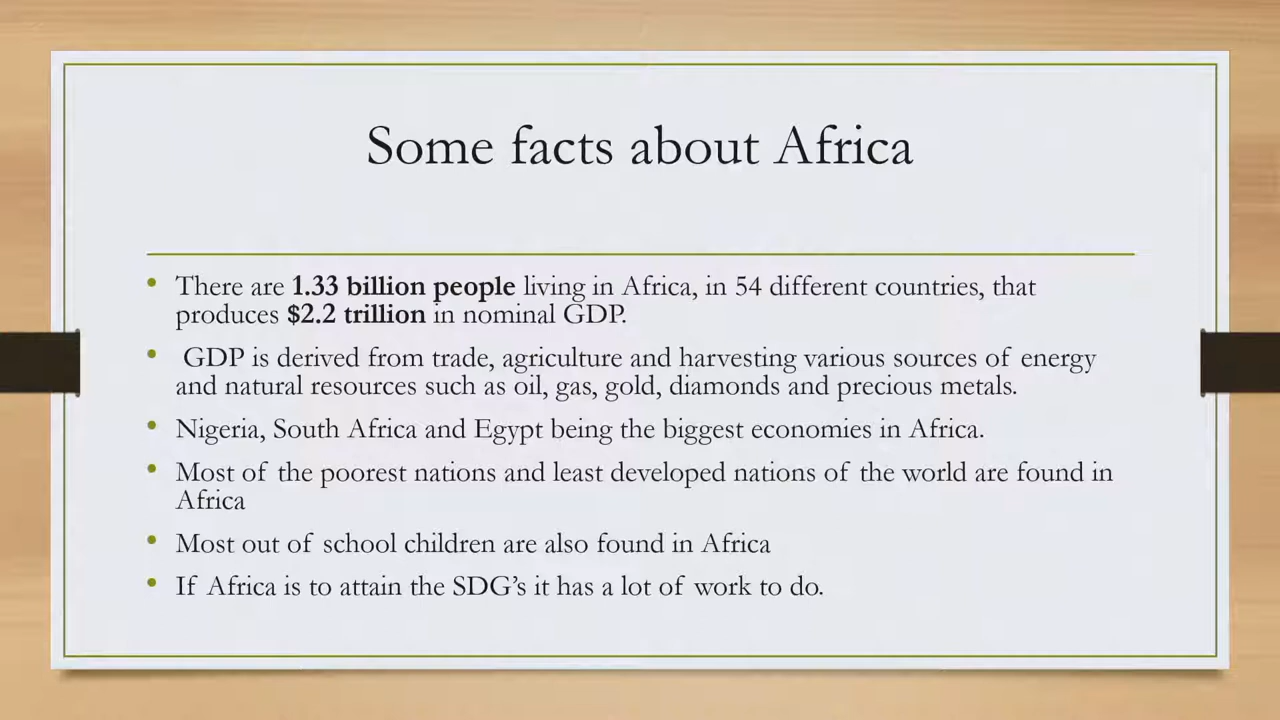 Some facts about Africa
• There are 1.33 billion people living in Africa, in 54 different countries, that
produces $2.2 trillion in nominal GDP.
• GDP is derived from trade, agriculture and harvesting various sources of energy
and natural resources such as oil, gas, gold, diamonds and precious metals.
• Nigeria, South Africa and Egypt being the biggest economies in Africa.
• Most of the poorest nations and least developed nations of the world are found in
Africa
• Most out of school children are also found in Africa
• If Africa is to attain the SDG’s it has a lot of work to do.